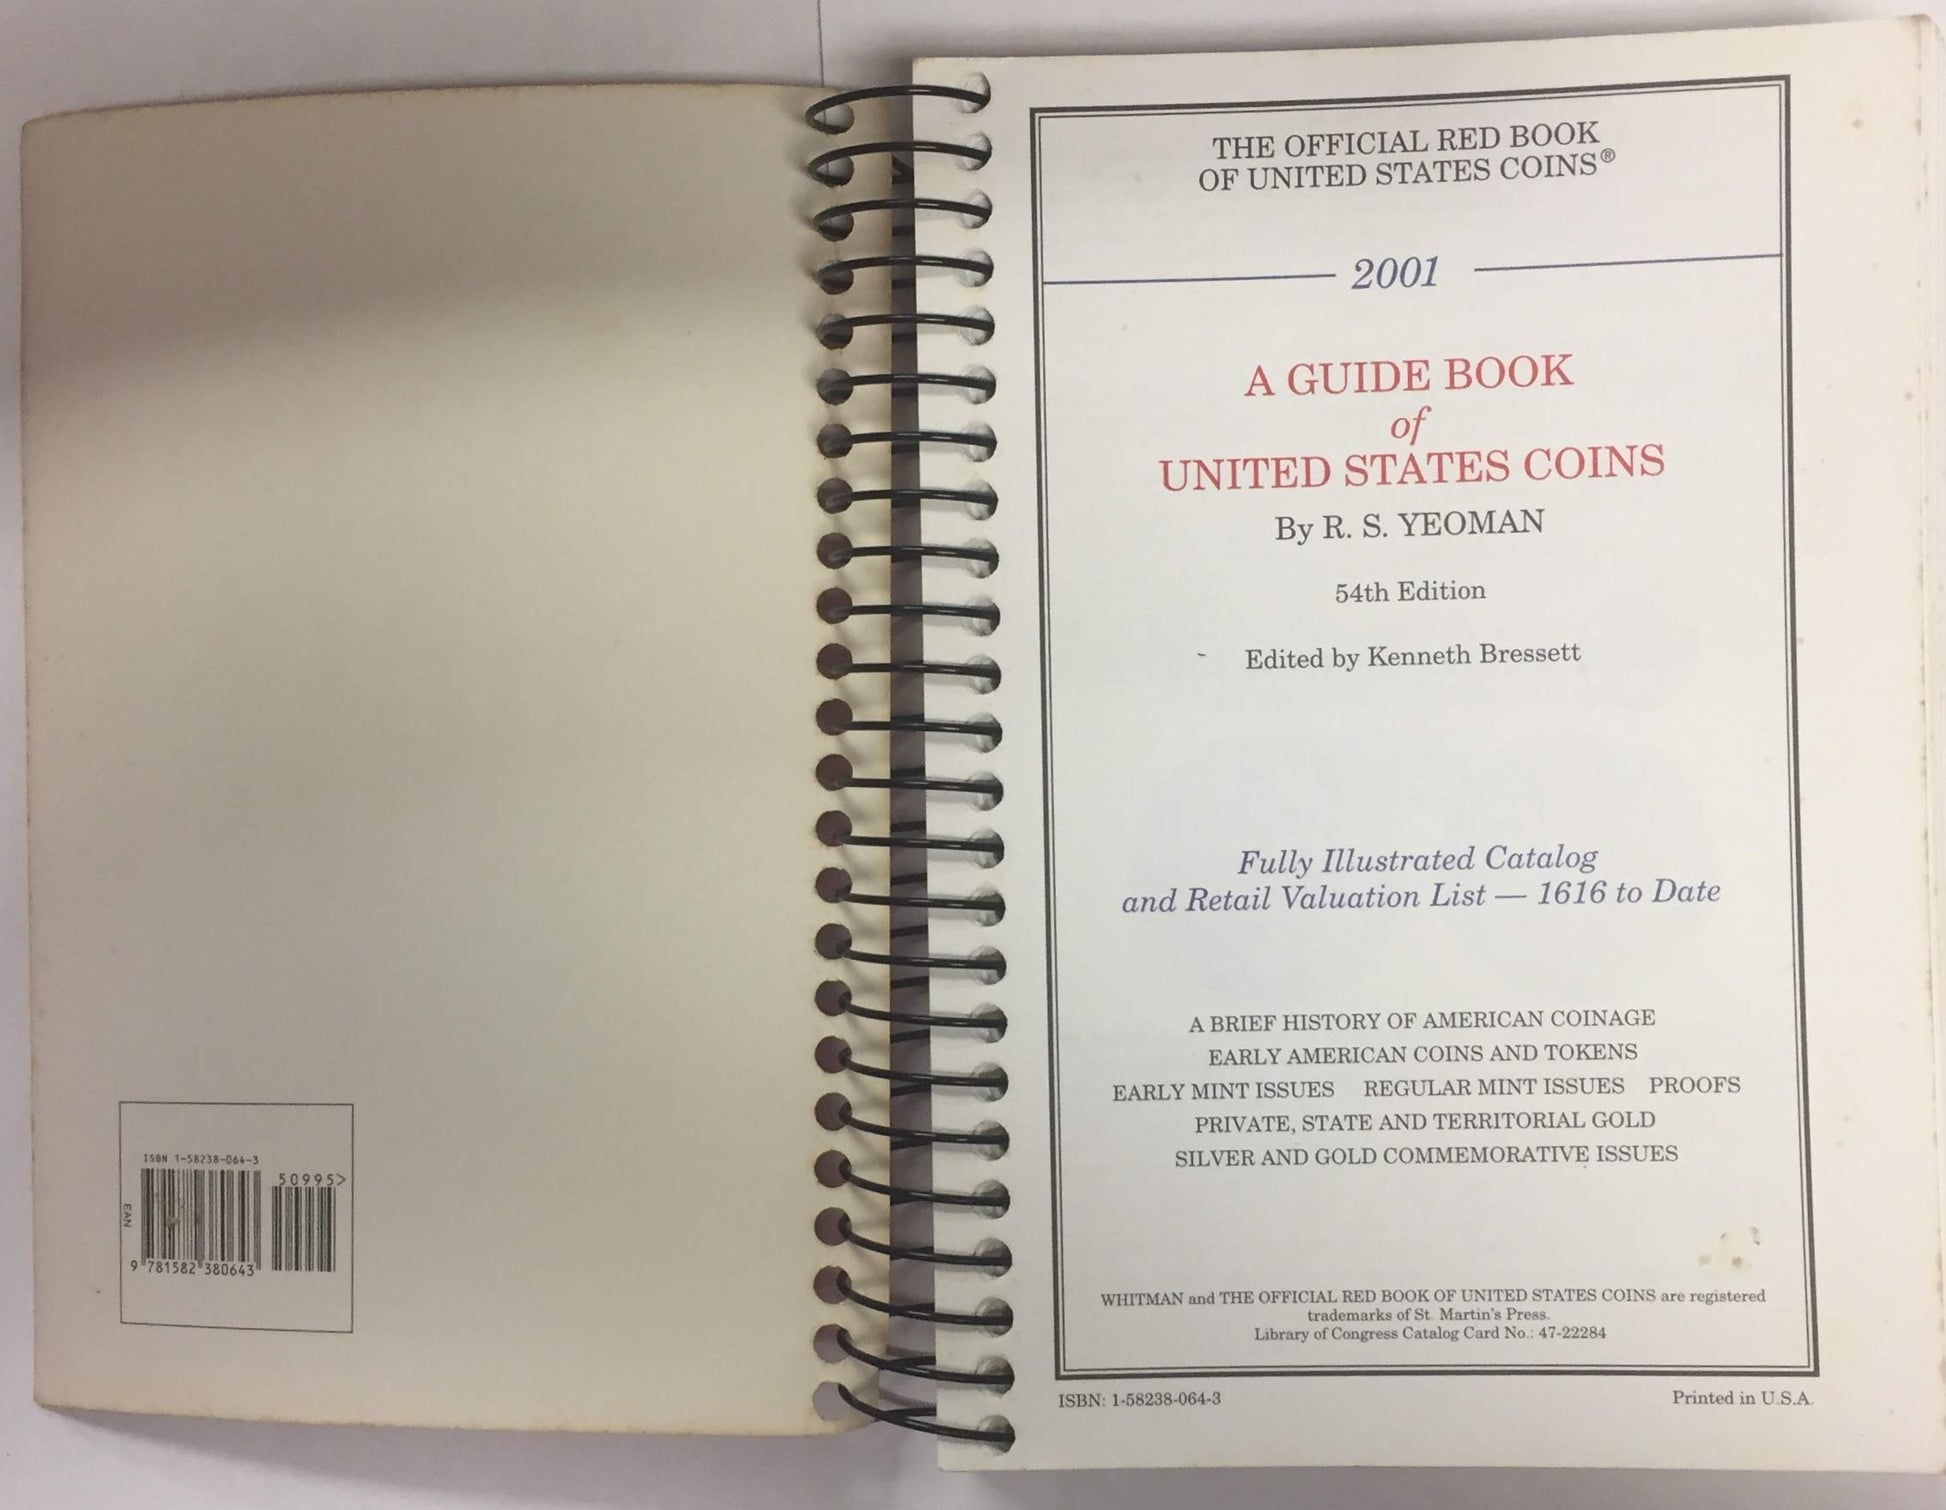 ISBN 1-58238-064-3
50995>
EAN
9 781582 380643
THE OFFICIAL RED BOOK
OF UNITED STATES COINS®
2001
A GUIDE BOOK
of
UNITED STATES COINS
By R. S. YEOMAN
54th Edition
Edited by Kenneth Bressett
Fully Illustrated Catalog
and Retail Valuation List — 1616 to Date
A BRIEF HISTORY OF AMERICAN COINAGE
EARLY AMERICAN COINS AND TOKENS
EARLY MINT ISSUES REGULAR MINT ISSUES PROOFS
PRIVATE, STATE AND TERRITORIAL GOLD
SILVER AND GOLD COMMEMORATIVE ISSUES
WHITMAN and THE OFFICIAL RED BOOK OF UNITED STATES COINS are registered
trademarks of St. Martin's Press.
Library of Congress Catalog Card No.: 47-22284
ISBN: 1-58238-064-3
Printed in U.S.A.